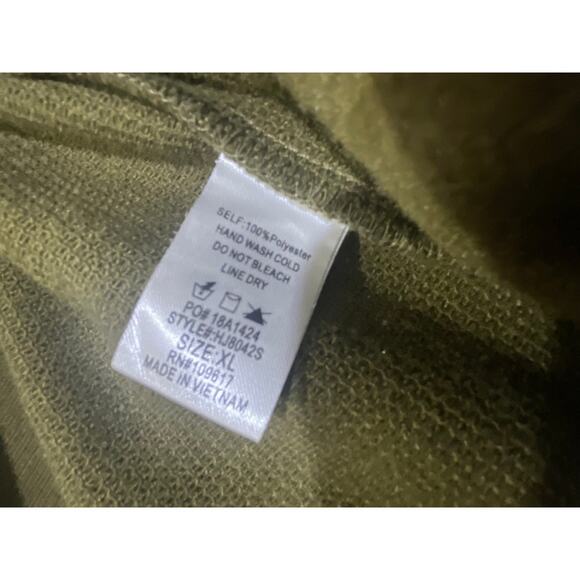 SELF:100%Polyester
HAND WASH COLD
DO NOT BLEACH
LINE DRY
PO# 18A1424
STYLE#:HJ8042S
SIZE:XL
RN#109617
MADE IN VIETNAM